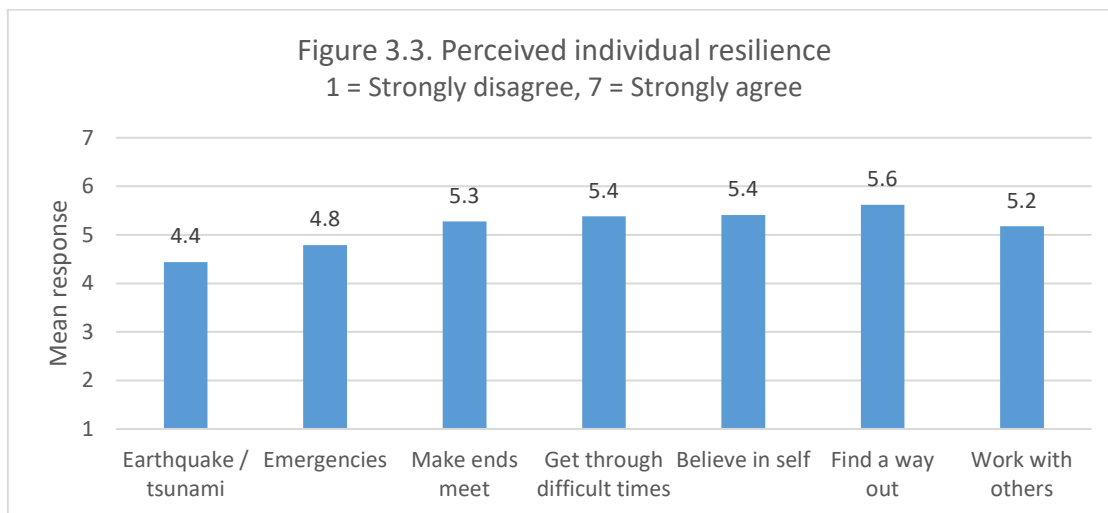 Figure 3.3. Perceived individual resilience
1 = Strongly disagree, 7 = Strongly agree
Mean response
7
6
5
4
3
2
1
4.4
4.8
5.3
5.4
5.4
5.6
5.2
Earthquake /
tsunami
Emergencies
Make ends
meet
Get through
difficult times
Believe in self
Find a way
out
Work with
others